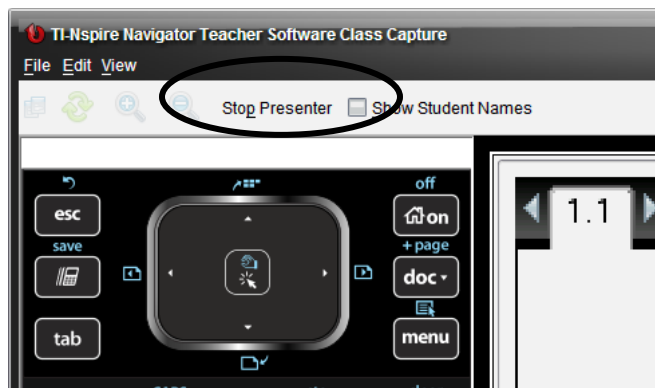 TI-Nspire Navigator Teacher Software Class Capture
File Edit View
Stop Presenter Show Student Names
off
esc
on
save
+ page
doc
tab
menu
1.1